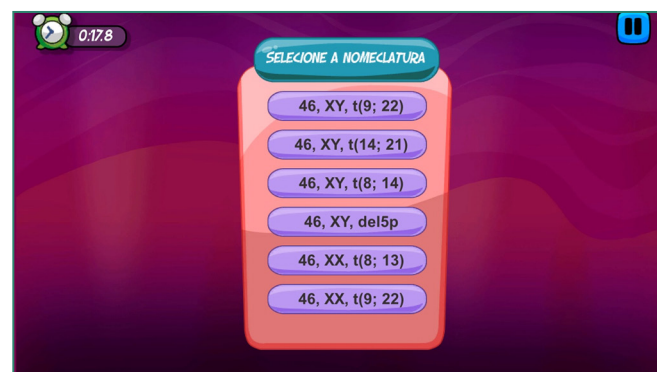 0:17.8
SELECIONE A NOMECLATURA
46, XY, t(9; 22)
46, XY, t(14; 21)
46, XY, t(8; 14)
46, XY, del5p
46, XX, t(8; 13)
46, XX, t(9; 22)